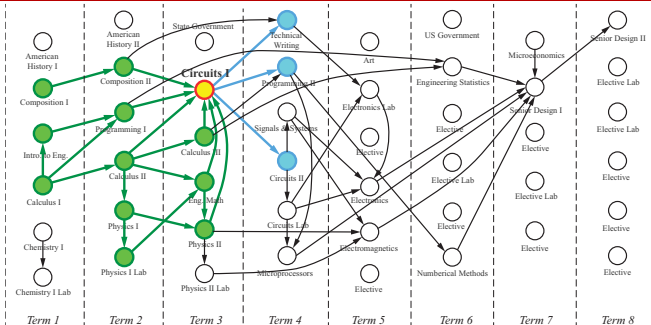 American
History I
Composition I
Intro. to Eng.
Calculus I
Chemistry I
Chemistry I Lab
Term 1
American
History II
Composition II
Programming I
Calculus II
Physics I
Physics I Lab
Term 2
State Government
Circuits I
Calculus III
Eng. Math
Physics II
Physics II Lab
Term 3
Technical
Writing
Programming II
Signals & Systems
Circuits II
Circuits Lab
Microprocessors
Term 4
Art
Electronics Lab
Elective
Electronics
Electromagnetics
Elective
Term 5
US Government
Engineering Statistics
Elective
Elective Lab
Elective
Numberical Methods
Term 6
Microeconomics
Senior Design I
Elective
Elective Lab
Elective
Term 7
Senior Design II
Elective Lab
Elective Lab
Elective
Elective
Elective
Term 8